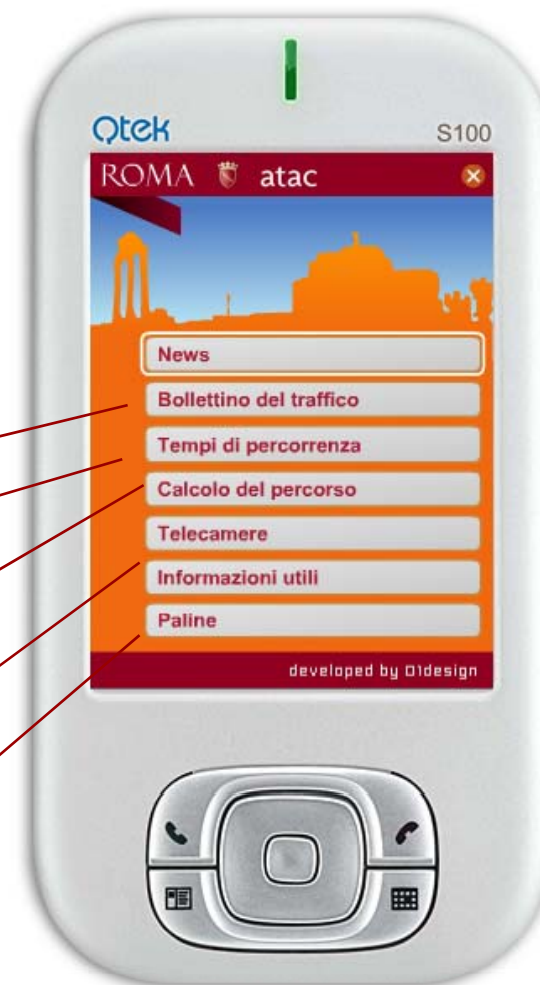 Qtek
S100
ROMA atac
News
Bollettino del traffico
Tempi di percorrenza
Calcolo del percorso
Telecamere
Informazioni utili
Paline
developed by 01design